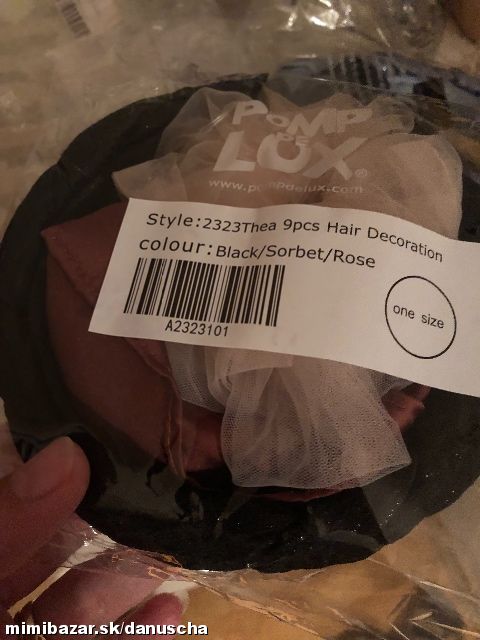 POMP
DE
LUX®
www.pompdelux.com
Style:2323Thea 9pcs Hair Decoration
colour:Black/Sorbet/Rose
A2323101
one size
mimibazar.sk/danuscha